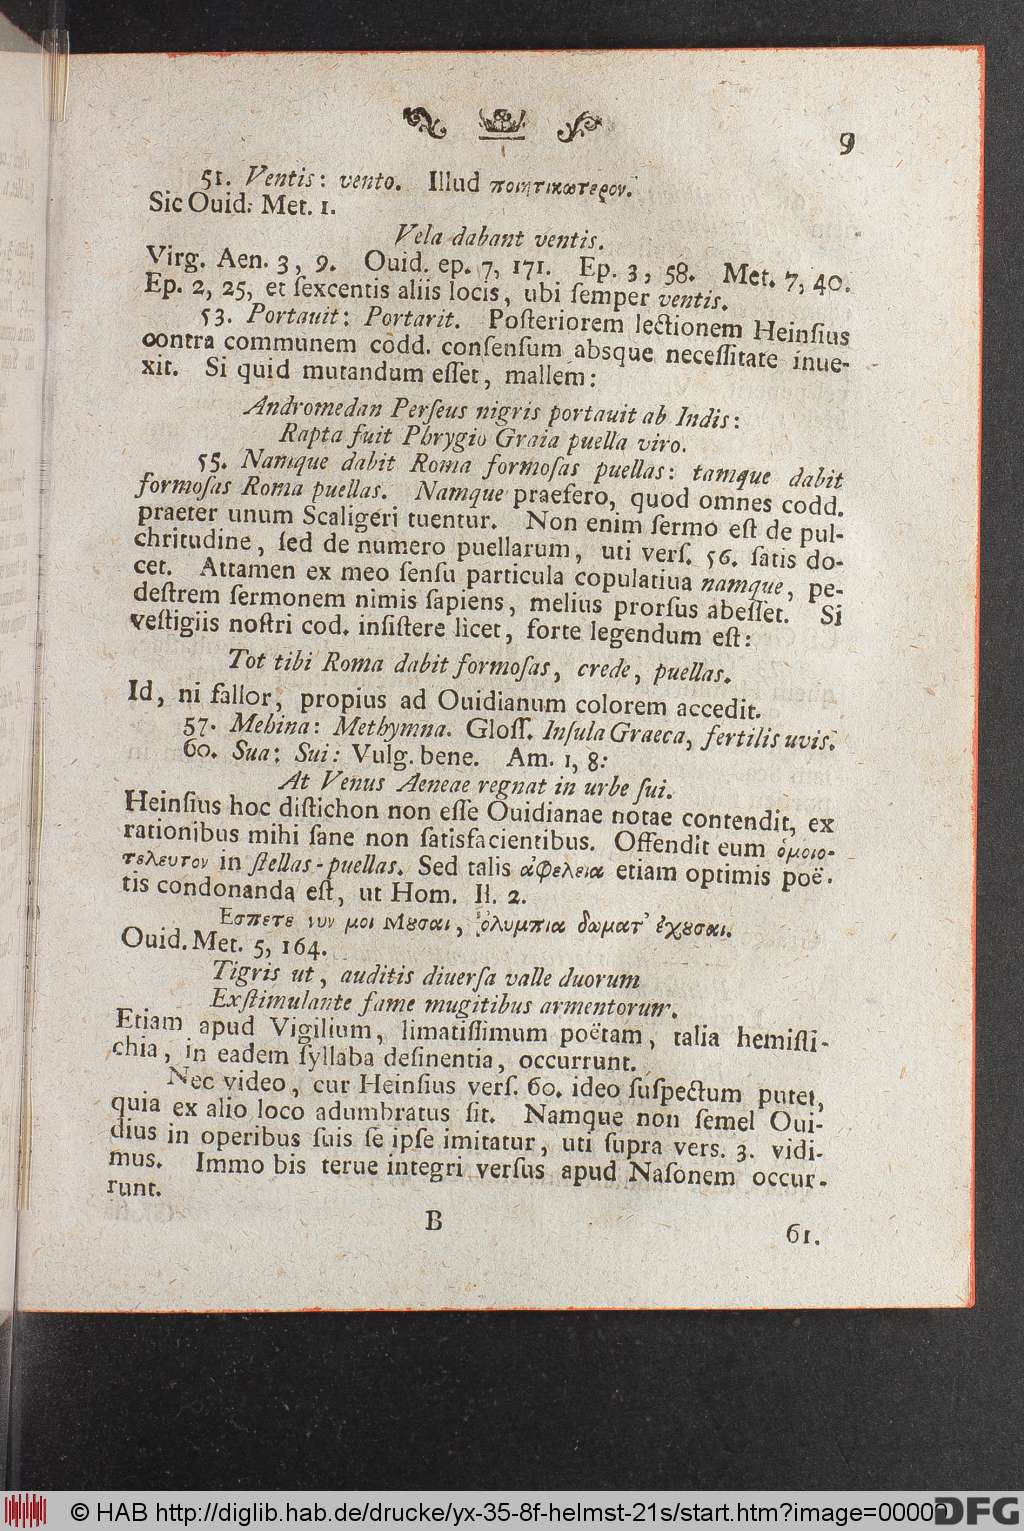 9
51. Ventis: vento. Illud ποιητικωτερον.
Sic Ouid. Met. 1.
Vela dabant ventis.
Virg. Aen. 3, 9. Ouid. ep. 7, 171. Ep. 3, 58. Met. 7, 40.
Ep. 2, 25, et ſexcentis aliis locis, ubi ſemper ventis.
53. Portauit: Portarit. Poſteriorem lectionem Heinſius
contra communem codd. conſenſum absque neceſſitate inue-
xit. Si quid mutandum eſſet, mallem:
Andromedan Perſeus nigris portauit ab Indis:
Rapta fuit Phrygio Graia puella viro.
55. Namque dabit Roma formoſas puellas: tamque dabit
formoſas Roma puellas. Namque praefero, quod omnes codd.
praeter unum Scaligeri tuentur. Non enim ſermo eſt de pul-
chritudine, ſed de numero puellarum, uti verſ. 56. ſatis do-
cet. Attamen ex meo ſenſu particula copulatiua namque, pe-
deſtrem ſermonem nimis ſapiens, melius prorſus abeſſet. Si
veſtigiis noſtri cod. inſiſtere licet, forte legendum eſt:
Tot tibi Roma dabit formoſas, crede, puellas.
Id, ni fallor, propius ad Ouidianum colorem accedit.
57. Mehina: Methymna. Gloſſ. Inſula Graeca, fertilis uvis.
60. Sua: Sui: Vulg. bene. Am. 1, 8:
At Venus Aeneae regnat in urbe ſui.
Heinſius hoc diſtichon non eſſe Ouidianae notae contendit, ex
rationibus mihi ſane non ſatisfacientibus. Offendit eum ὁμοιο-
τελευτον in ſtellas-puellas. Sed talis ἀφελεια etiam optimis poë-
tis condonanda eſt, ut Hom. Il. 2.
Εσπετε νυν μοι Μȣσαι, ὀλυμπια δωματ' ἐχȣσαι.
Ouid. Met. 5, 164.
Tigris ut, auditis diuerſa valle duorum
Exſtimulante fame mugitibus armentorum.
Etiam apud Vigilium, limatiſſimum poëtam, talia hemiſti-
chia, in eadem ſyllaba deſinentia, occurrunt.
Nec video, cur Heinſius verſ. 60. ideo ſuſpectum putet,
quia ex alio loco adumbratus ſit. Namque non ſemel Oui-
dius in operibus ſuis ſe ipſe imitatur, uti ſupra vers. 3. vidi-
mus. Immo bis terue integri verſus apud Naſonem occur-
runt.
B
61.
© HAB http://diglib.hab.de/drucke/yx-35-8f-helmst-21s/start.htm?image=00009
DFG